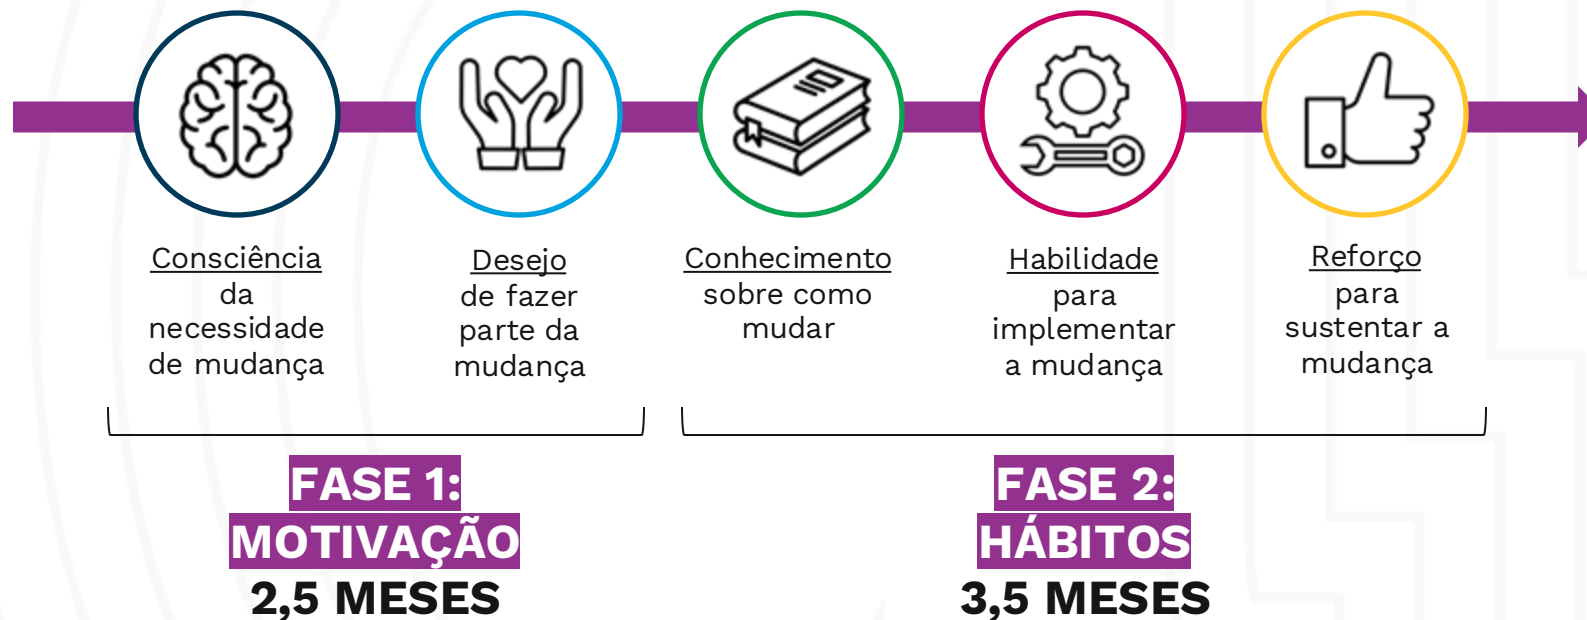 Consciência
da
necessidade
de mudança
Desejo
de fazer
parte da
mudança
Conhecimento
sobre como
mudar
Habilidade
para
implementar
a mudança
Reforço
para
sustentar a
mudança
FASE 1:
MOTIVAÇÃO
2,5 MESES
FASE 2:
HÁBITOS
3,5 MESES